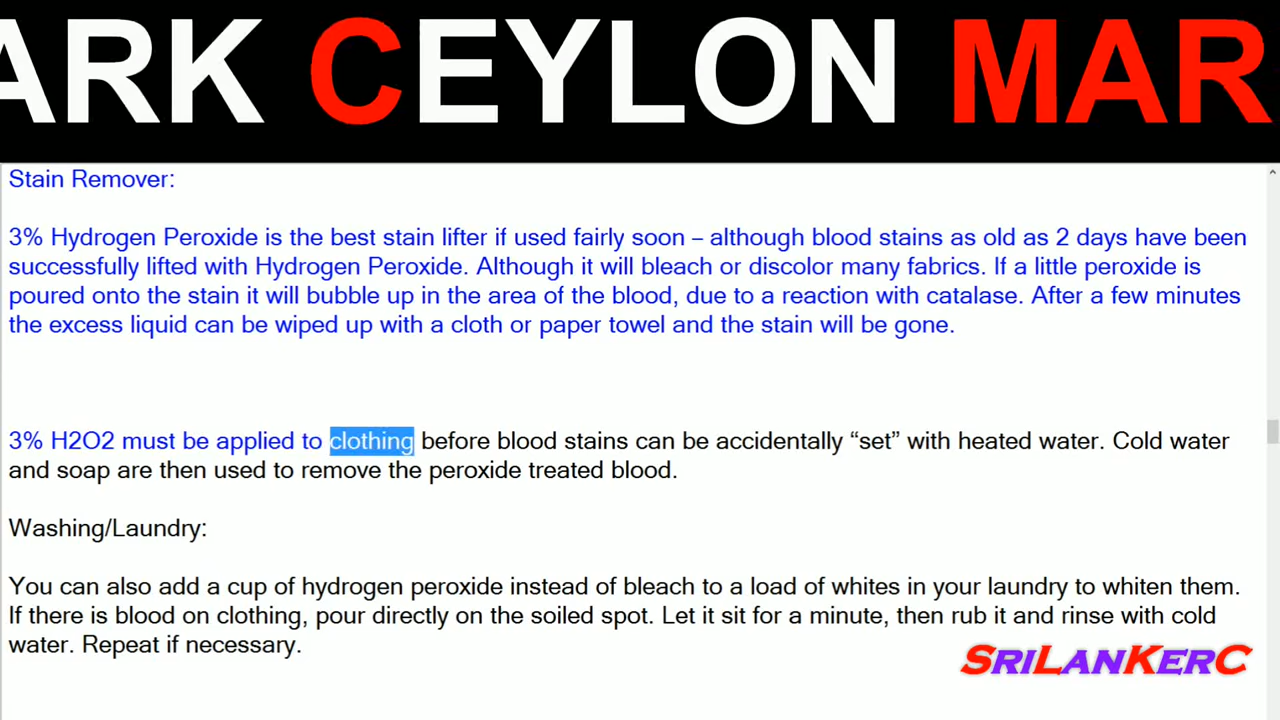 ARK CEYLON MAR
Stain Remover:
3% Hydrogen Peroxide is the best stain lifter if used fairly soon – although blood stains as old as 2 days have been
successfully lifted with Hydrogen Peroxide. Although it will bleach or discolor many fabrics. If a little peroxide is
poured onto the stain it will bubble up in the area of the blood, due to a reaction with catalase. After a few minutes
the excess liquid can be wiped up with a cloth or paper towel and the stain will be gone.
3% H2O2 must be applied to clothing before blood stains can be accidentally “set” with heated water. Cold water
and soap are then used to remove the peroxide treated blood.
Washing/Laundry:
You can also add a cup of hydrogen peroxide instead of bleach to a load of whites in your laundry to whiten them.
If there is blood on clothing, pour directly on the soiled spot. Let it sit for a minute, then rub it and rinse with cold
water. Repeat if necessary.
SRILANKERC